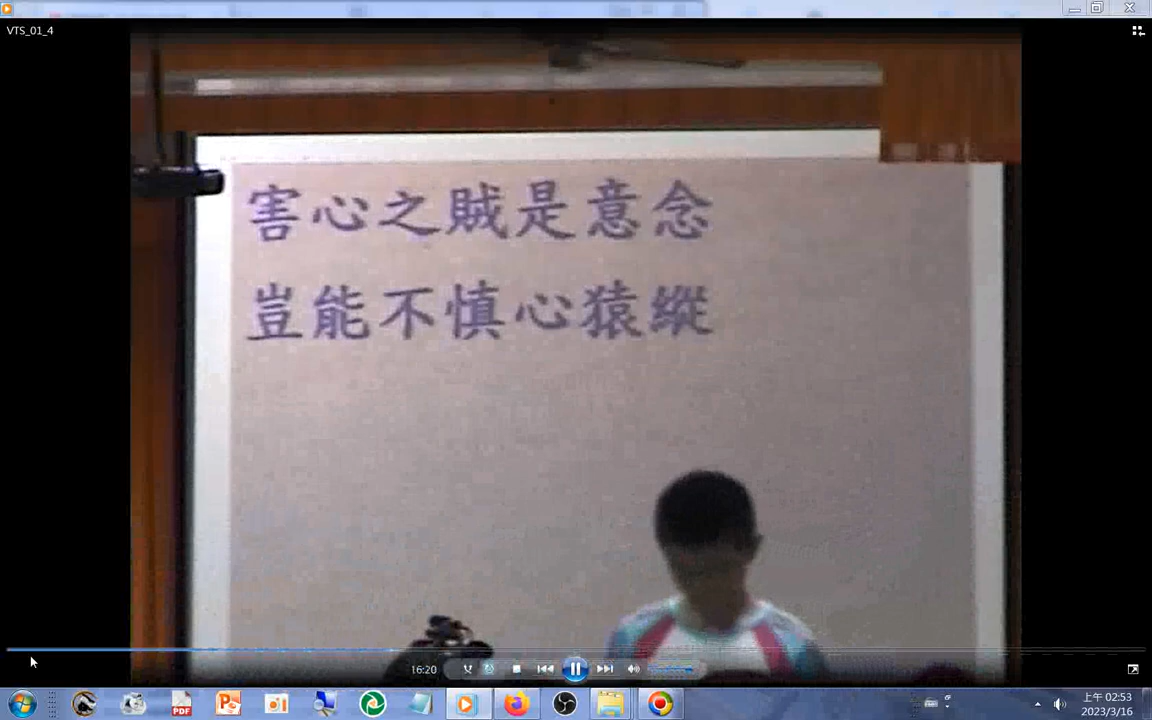 VTS_01_4
害心之賊是意念
豈能不慎心猿縱
16:20
PDF
上午 02:53
2023/3/16